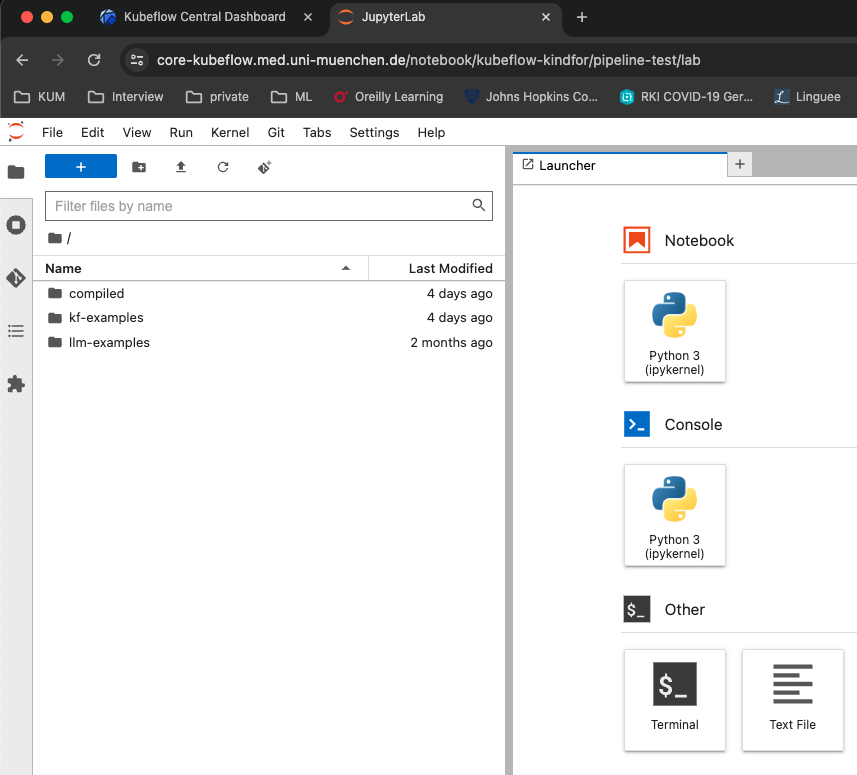 Kubeflow Central Dashboard
JupyterLab
core-kubeflow.med.uni-muenchen.de/notebook/kubeflow-kindfor/pipeline-test/lab
KUM Interview private ML Oreilly Learning Johns Hopkins Co... RKI COVID-19 Ger... Linguee
File Edit View Run Kernel Git Tabs Settings Help
Filter files by name
/
Name Last Modified
compiled 4 days ago
kf-examples 4 days ago
llm-examples 2 months ago
Launcher
Notebook
Python 3
(ipykernel)
Console
Python 3
(ipykernel)
$_ Other
$_
Terminal
Text File